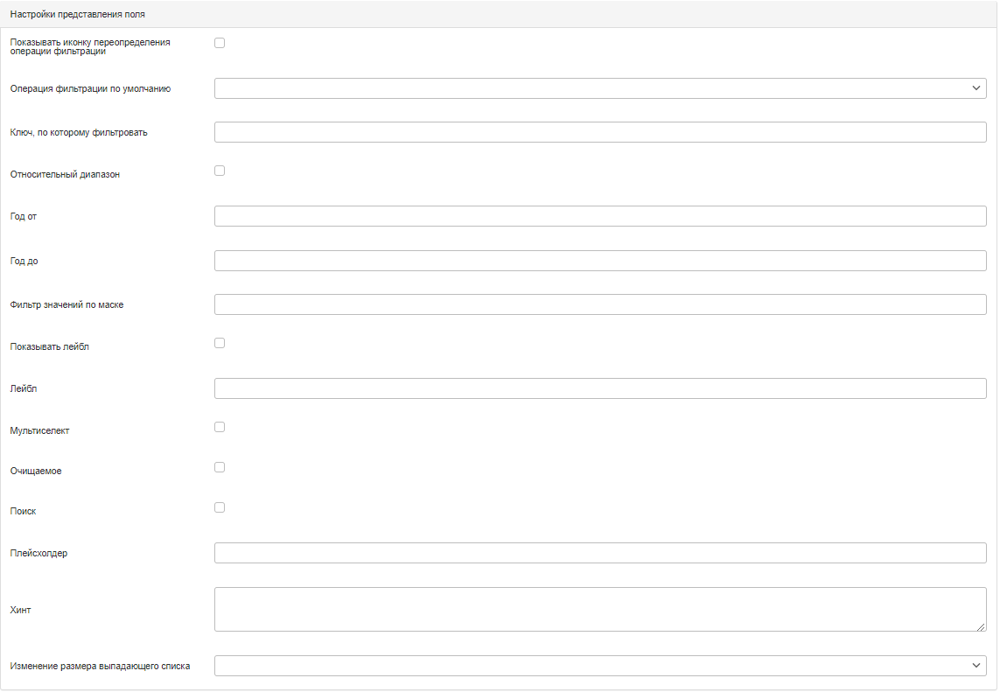 Настройки представления поля
Показывать иконку переопределения
операции фильтрации
Операция фильтрации по умолчанию
Ключ, по которому фильтровать
Относительный диапазон
Год от
Год до
Фильтр значений по маске
Показывать лейбл
Лейбл
Мультиселект
Очищаемое
Поиск
Плейсхолдер
Хинт
Изменение размера выпадающего списка